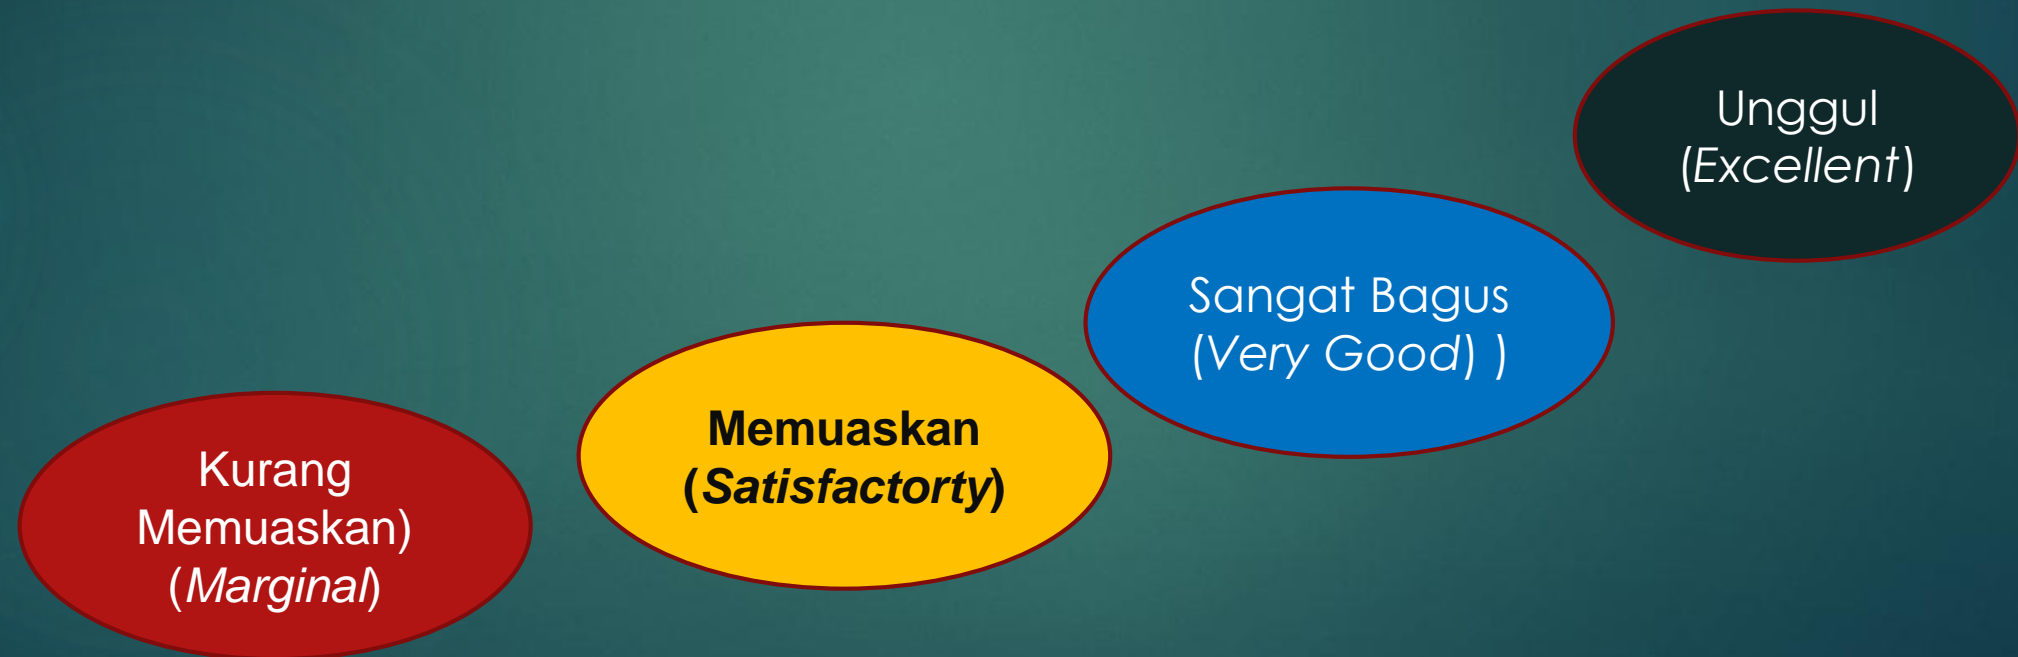 Kurang
Memuaskan)
(Marginal)
Memuaskan
(Satisfactorty)
Sangat Bagus
(Very Good) )
Unggul
(Excellent)